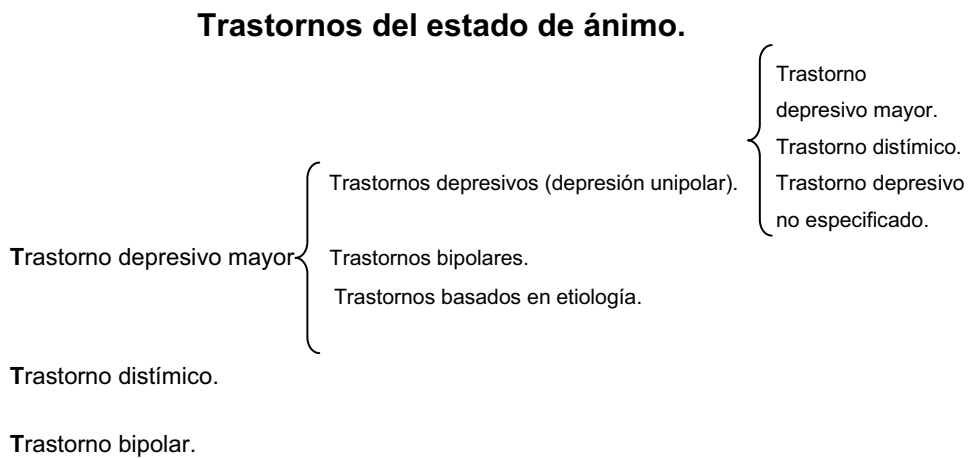 Trastornos del estado de ánimo.
Trastorno
depresivo mayor.
Trastorno distímico.
Trastornos depresivos (depresión unipolar).
Trastorno depresivo
no especificado.
Trastorno depresivo mayor
Trastornos bipolares.
Trastornos basados en etiología.
Trastorno distímico.
Trastorno bipolar.